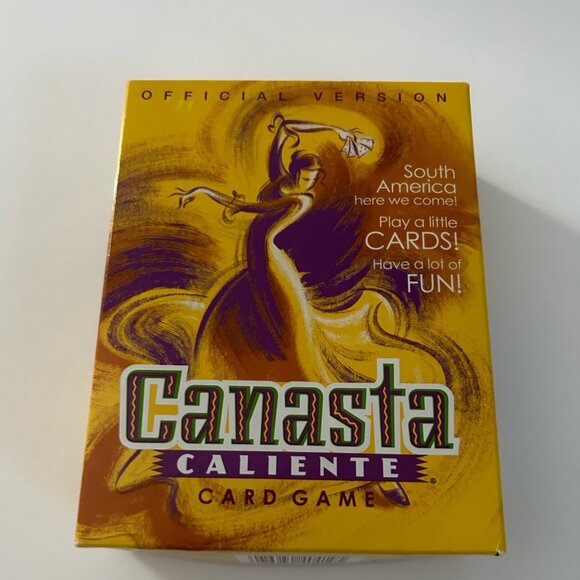 OFFICIAL VERSION
South
America
here we come!
Play a little
CARDS!
Have a lot of
FUN!
Canasta
CALIENTE®
CARD GAME